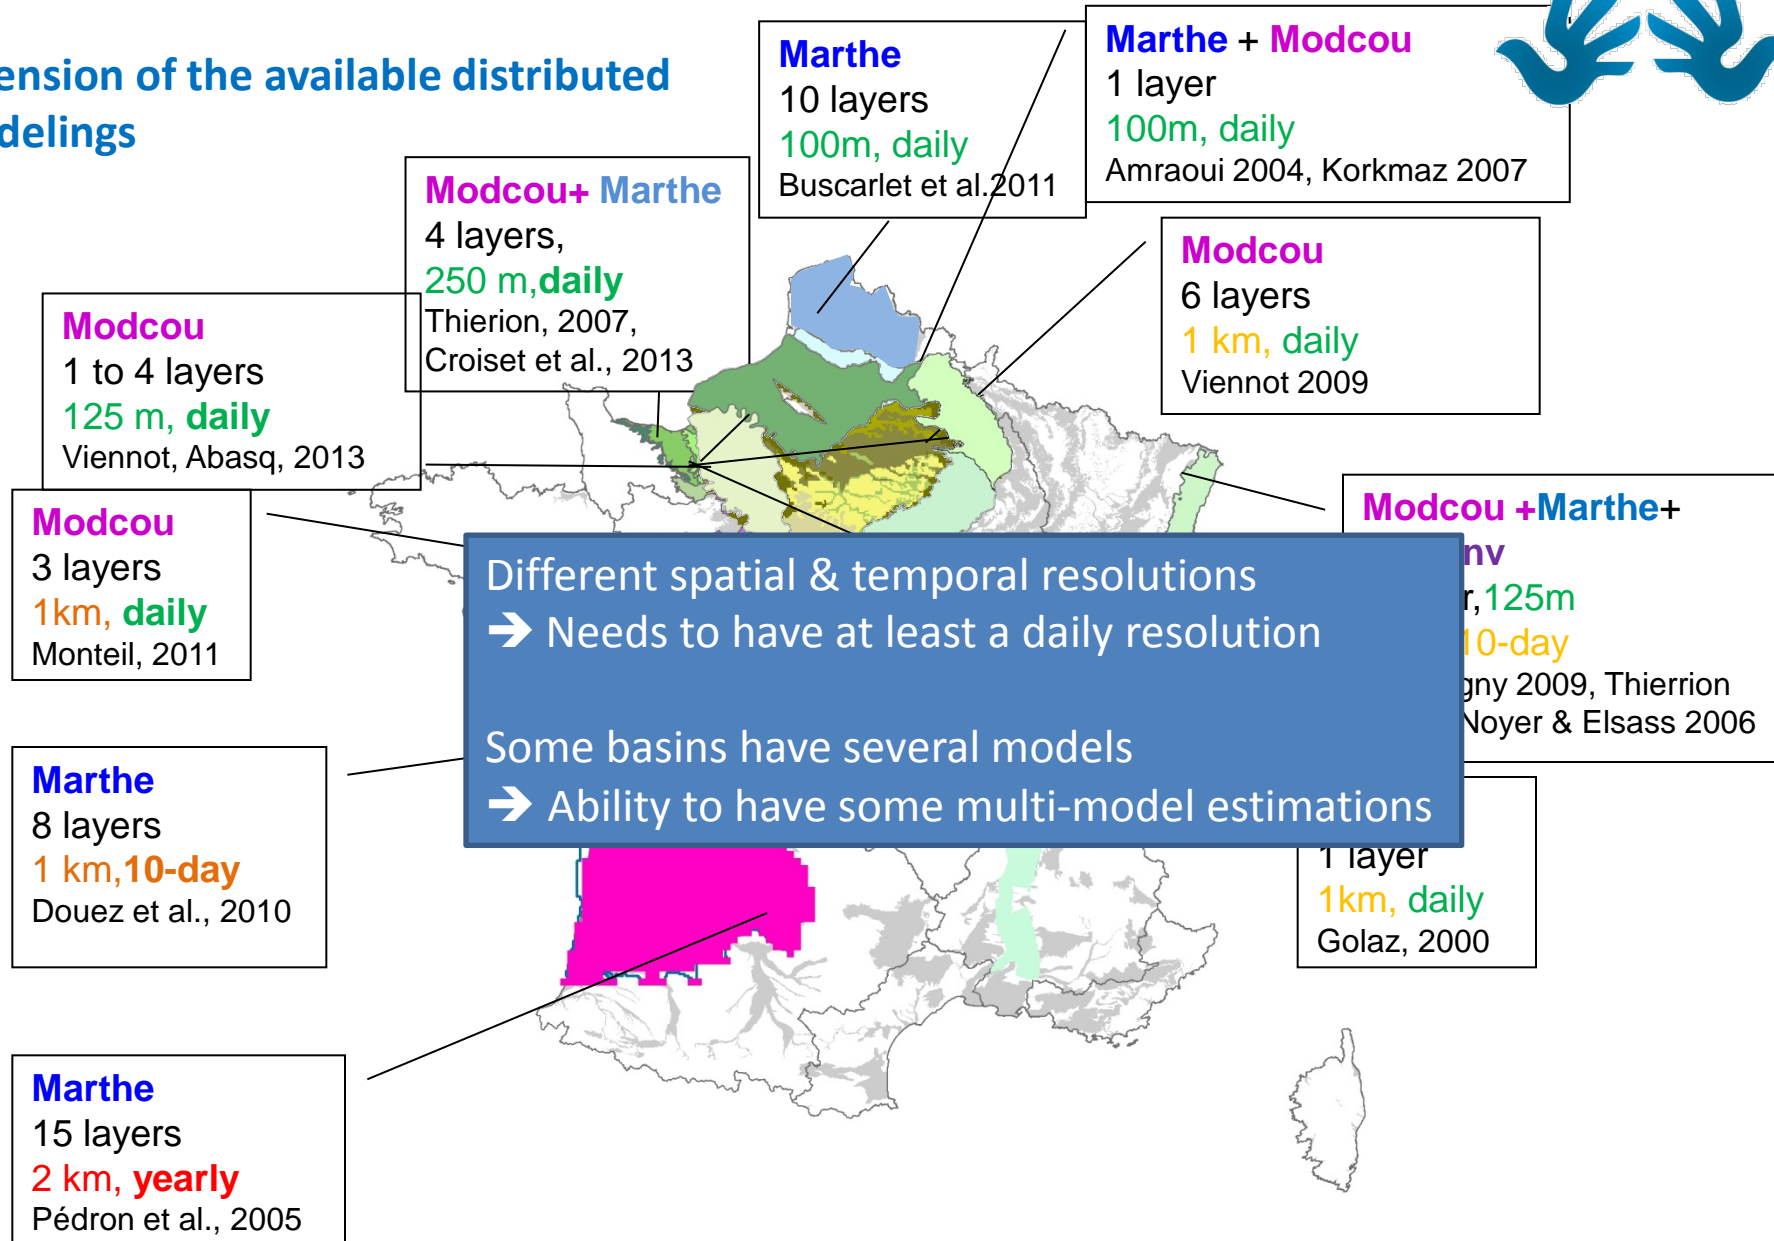 ension of the available distributed
delings
Marthe
10 layers
100m, daily
Buscarlet et al.2011
Marthe + Modcou
1 layer
100m, daily
Amraoui 2004, Korkmaz 2007
Modcou+ Marthe
4 layers,
250 m,daily
Thierion, 2007,
Croiset et al., 2013
Modcou
6 layers
1 km, daily
Viennot 2009
Modcou
1 to 4 layers
125 m, daily
Viennot, Abasq, 2013
Modcou
3 layers
1km, daily
Monteil, 2011
Modcou +Marthe+
nv
r,125m
10-day
gny 2009, Thierrion
Noyer & Elsass 2006
Different spatial & temporal resolutions
➔ Needs to have at least a daily resolution
Some basins have several models
➔ Ability to have some multi-model estimations
Marthe
8 layers
1 km,10-day
Douez et al., 2010
1 layer
1km, daily
Golaz, 2000
Marthe
15 layers
2 km, yearly
Pédron et al., 2005